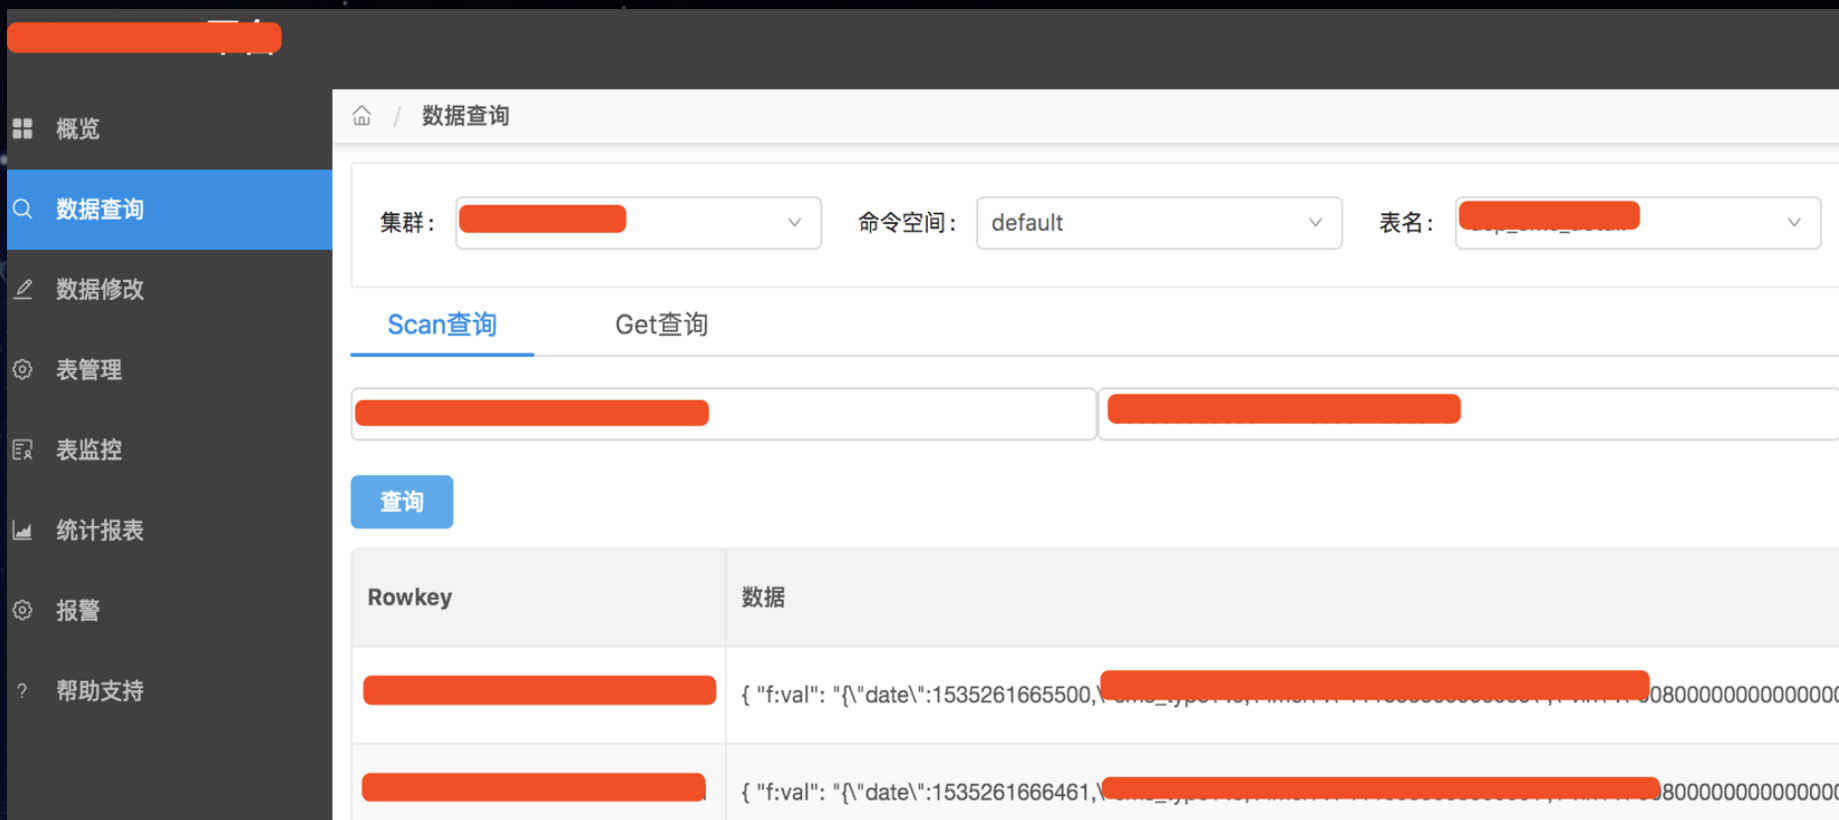 概览
数据查询
数据修改
表管理
表监控
统计报表
报警
? 帮助支持
/ 数据查询
集群: 命令空间: default 表名:
Scan查询 Get查询
查询
Rowkey 数据
{ "f:val": "{\"date\":1535261665500,\
{ "f:val": "{\"date\":1535261666461,\